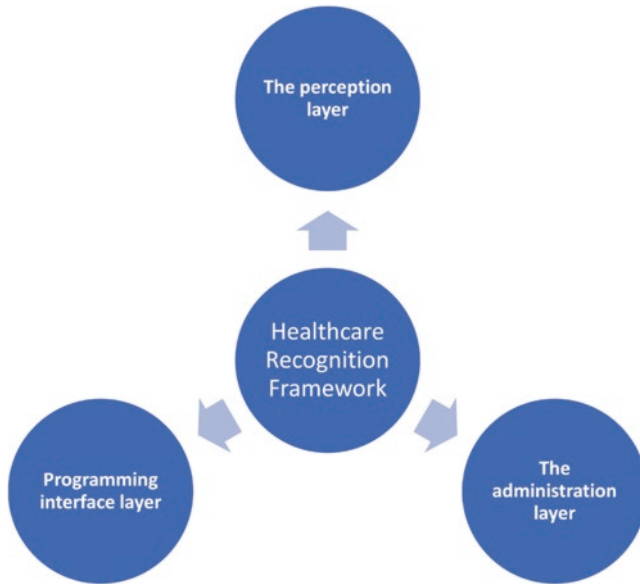 The perception
layer
Healthcare
Recognition
Framework
Programming
interface layer
The
administration
layer